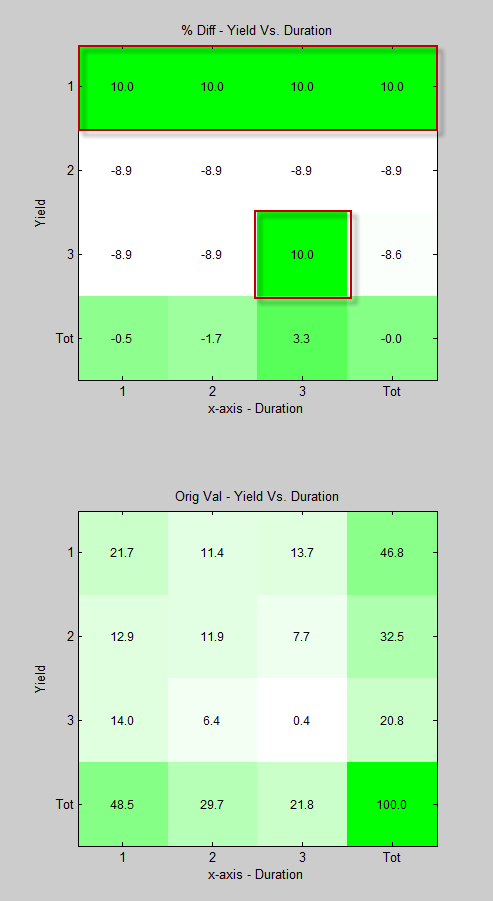 % Diff - Yield Vs. Duration
1 10.0 10.0 10.0 10.0
2 -8.9 -8.9 -8.9 -8.9
Yield
3 -8.9 -8.9 10.0 -8.6
Tot -0.5 -1.7 3.3 -0.0
1 2 3 Tot
x-axis - Duration
Orig Val - Yield Vs. Duration
1 21.7 11.4 13.7 46.8
2 12.9 11.9 7.7 32.5
Yield
3 14.0 6.4 0.4 20.8
Tot 48.5 29.7 21.8 100.0
1 2 3 Tot
x-axis - Duration